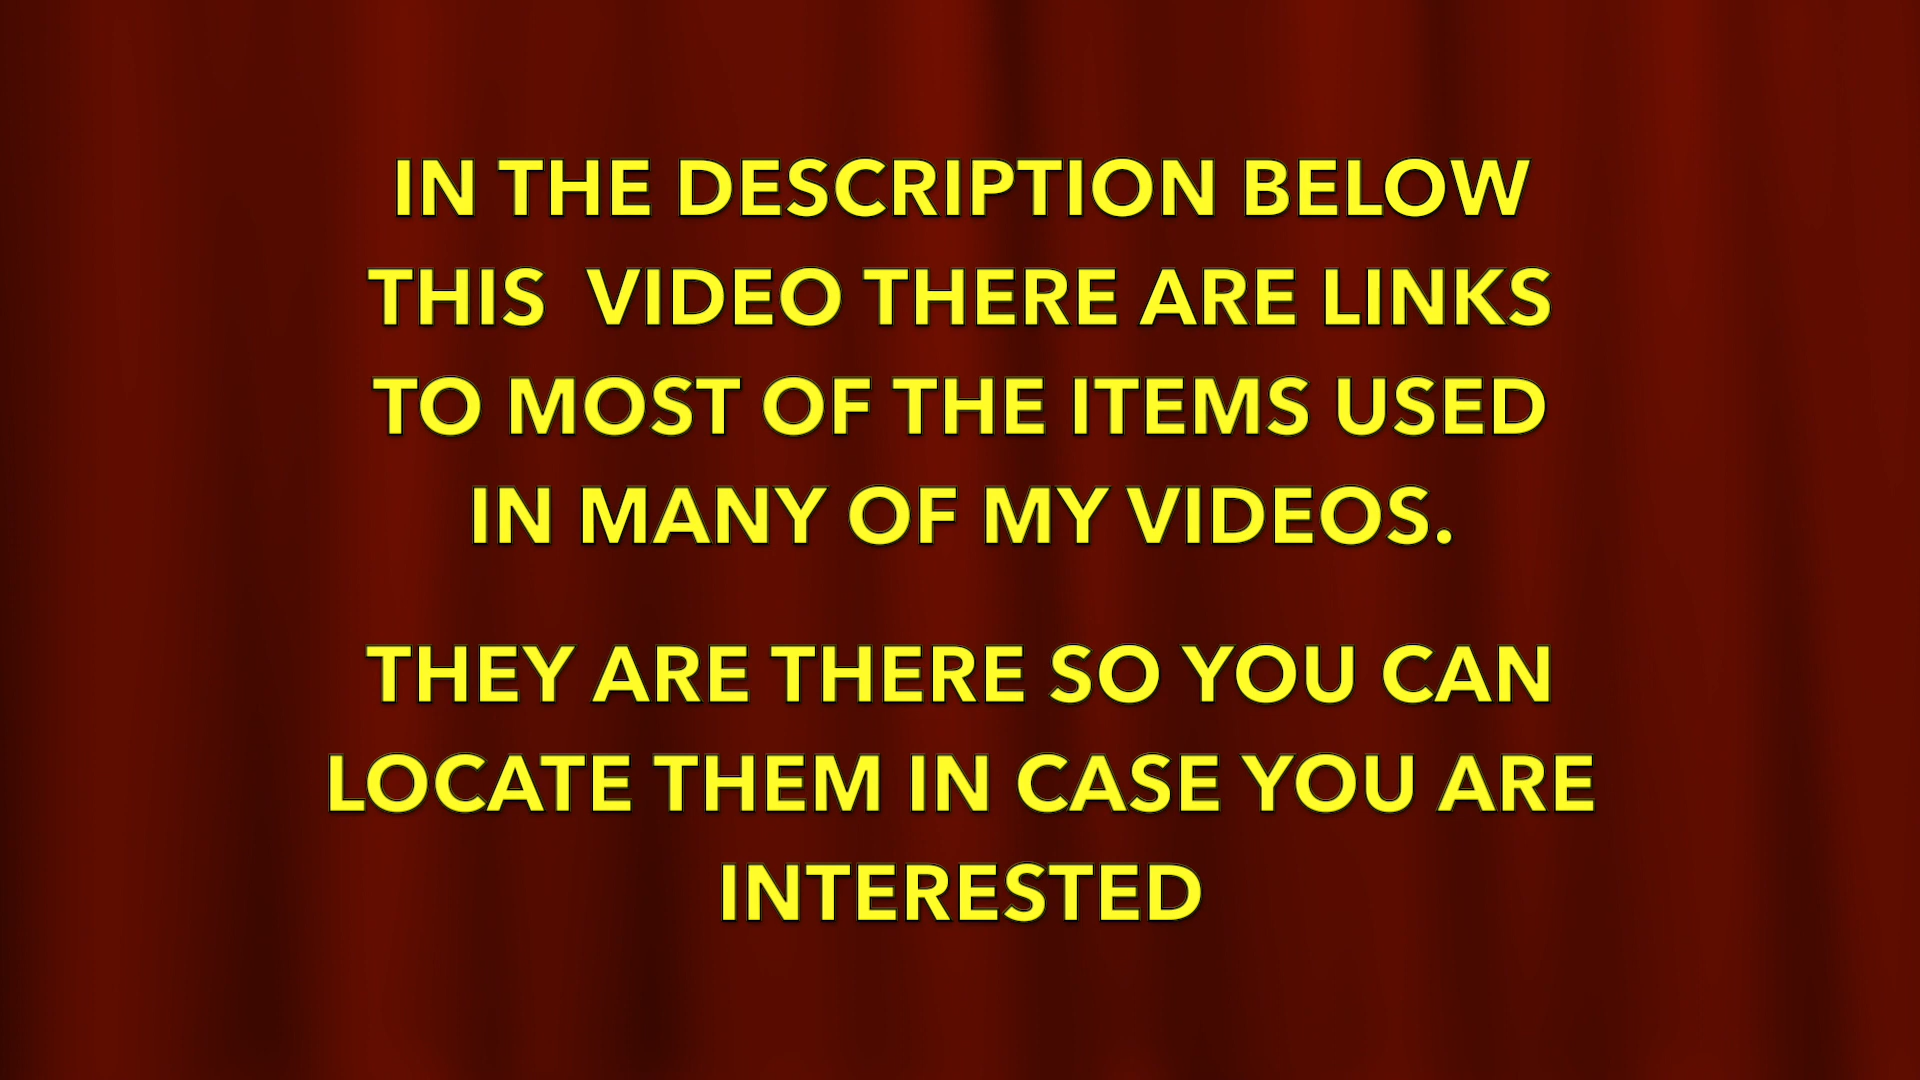 IN THE DESCRIPTION BELOW
THIS  VIDEO THERE ARE LINKS
TO MOST OF THE ITEMS USED
IN MANY OF MY VIDEOS.
THEY ARE THERE SO YOU CAN
LOCATE THEM IN CASE YOU ARE
INTERESTED